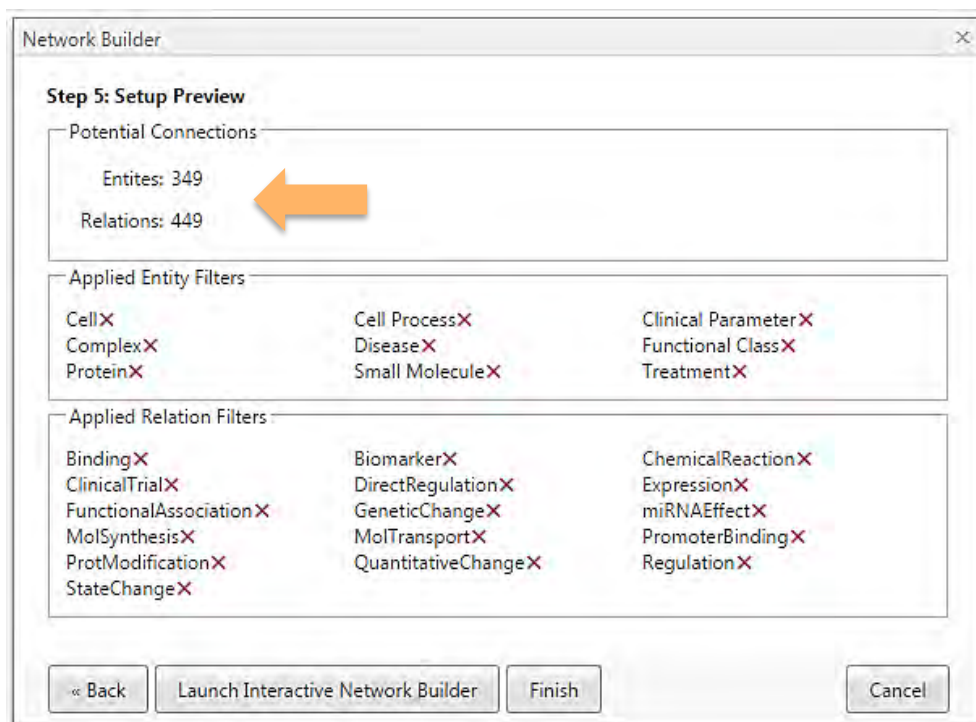 Network Builder
Step 5: Setup Preview
Potential Connections
Entites: 349
Relations: 449
Applied Entity Filters
Cell✕ Cell Process✕ Clinical Parameter✕
Complex✕ Disease✕ Functional Class✕
Protein✕ Small Molecule✕ Treatment✕
Applied Relation Filters
Binding✕ Biomarker✕ ChemicalReaction✕
ClinicalTrial✕ DirectRegulation✕ Expression✕
FunctionalAssociation✕ GeneticChange✕ miRNAEffect✕
MolSynthesis✕ MolTransport✕ PromoterBinding✕
ProtModification✕ QuantitativeChange✕ Regulation✕
StateChange✕
« Back Launch Interactive Network Builder Finish Cancel